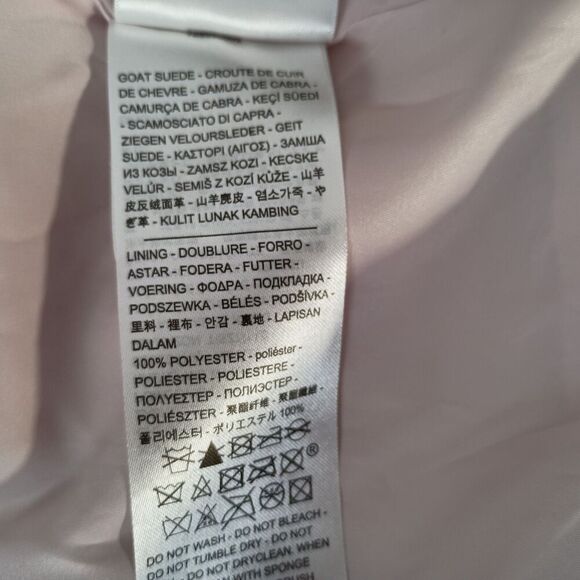 GOAT SUEDE - CROUTE DE CUIR
DE CHEVRE - GAMUZA DE CABRA -
CAMURÇA DE CABRA - KEÇİ SÜEDİ
- SCAMOSCIATO DI CAPRA -
ZIEGEN VELOURSLEDER - GEIT
SUEDE - ΚΑΣΤΟΡΙ (ΑΙΓΟΣ) - ЗАМША
ИЗ КОЗЫ - ZAMSZ KOZI - KECSKE
VELÚR - SEMIŠ Z KOZÍ KŮŽE - 山羊
皮反绒面革 - 山羊麂皮 - 염소가죽 - や
ぎ革 - KULIT LUNAK KAMBING
LINING - DOUBLURE - FORRO -
ASTAR - FODERA - FUTTER -
VOERING - ΦΟΔΡΑ - ПОДКЛАДКА -
PODSZEWKA - BÉLÉS - PODŠÍVKA -
里料 - 裡布 - 안감 - 裏地 - LAPISAN
DALAM
100% POLYESTER - poliéster -
POLIESTER - POLIESTERE -
ΠΟΛΥΕΣΤΕΡ - ПОЛИЭСТЕР -
POLIÉSZTER - 聚酯纤维 - 聚酯纖維 -
폴리에스터 - ポリエステル 100%
®
DO NOT WASH - DO NOT BLEACH -
DO NOT TUMBLE DRY - DO NOT
DO NOT DRYCLEAN. WHEN
WITH SPONGE